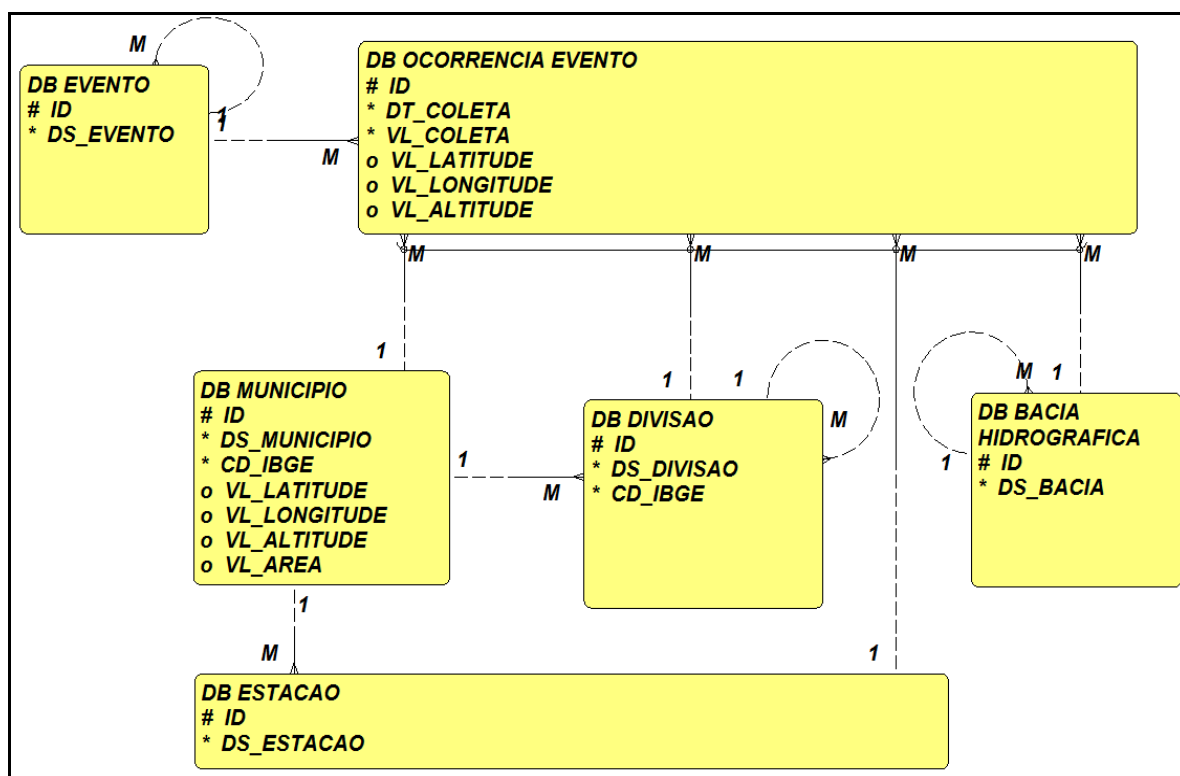 M
DB EVENTO
# ID
* DS_EVENTO
1
1
M
DB OCORRENCIA EVENTO
# ID
* DT_COLETA
* VL_COLETA
o VL_LATITUDE
o VL_LONGITUDE
o VL_ALTITUDE
M
M
M
M
1
1
1
M
1
M
1
DB MUNICIPIO
# ID
* DS_MUNICIPIO
* CD_IBGE
o VL_LATITUDE
o VL_LONGITUDE
o VL_ALTITUDE
o VL_AREA
1
M
DB DIVISAO
# ID
* DS_DIVISAO
* CD_IBGE
DB BACIA
HIDROGRAFICA
# ID
* DS_BACIA
1
1
M
1
DB ESTACAO
# ID
* DS_ESTACAO